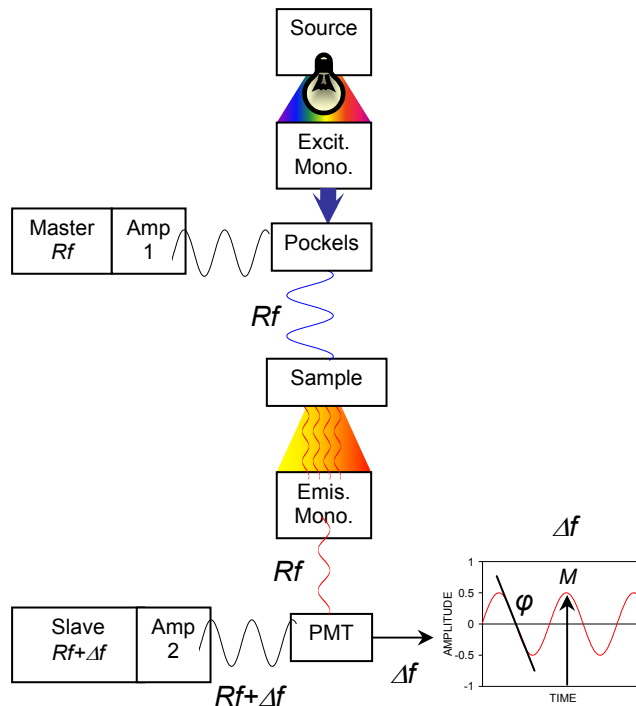 Source
Excit.
Mono.
Master
Rf
Amp
1
Pockels
Rf
Sample
Emis.
Mono.
Rf
Δf
M
φ
AMPLITUDE
1
0.5
0
-0.5
-1
TIME
Slave
Rf+Δf
Amp
2
PMT
Rf+Δf
Δf